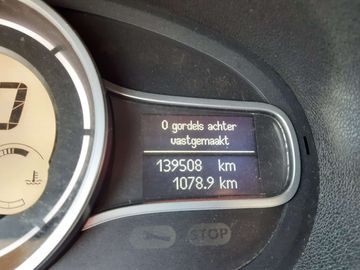 0 gordels achter
vastgemaakt
139508 km
1078.9 km
STOP